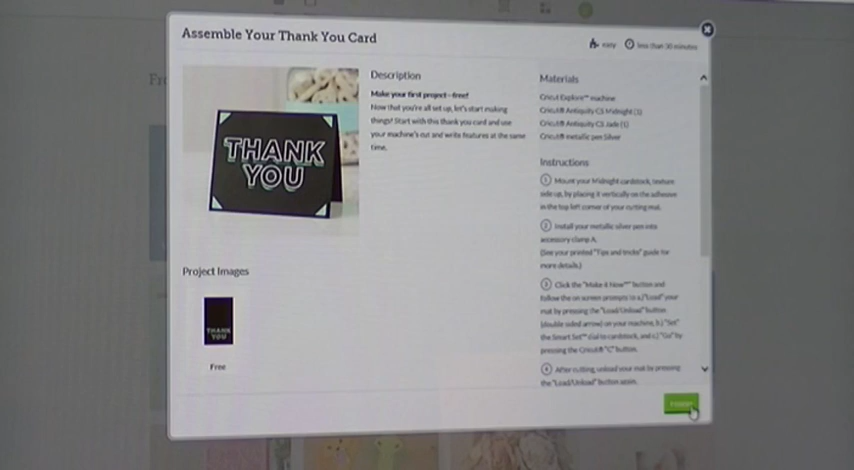 Assemble Your Thank You Card
easy less than 30 minutes
THANK
YOU
Project Images
THANK
YOU
Free
Description
Make your first project—free!
Now that you're all set up, let's start making
things! Start with this thank you card and use
your machine's cut and write features at the same
time.
Materials
Cricut Explore™ machine
Cricut® Antiquity CS Midnight (1)
Cricut® Antiquity CS Jade (1)
Cricut® metallic pen Silver
Instructions
1 Mount your Midnight cardstock, texture
side up, by placing it vertically on the adhesive
in the top left corner of your cutting mat.
2 Install your metallic silver pen into
accessory clamp A.
(See your printed "Tips and tricks" guide for
more details.)
3 Click the "Make it Now™" button and
follow the on screen prompts to a.) "Load" your
mat by pressing the "Load/Unload" button
(double sided arrow) on your machine, b.) "Set"
the Smart Set™ dial to cardstock, and c.) "Go" by
pressing the Cricut® "C" button.
4 After cutting, unload your mat by pressing
the "Load/Unload" button again.